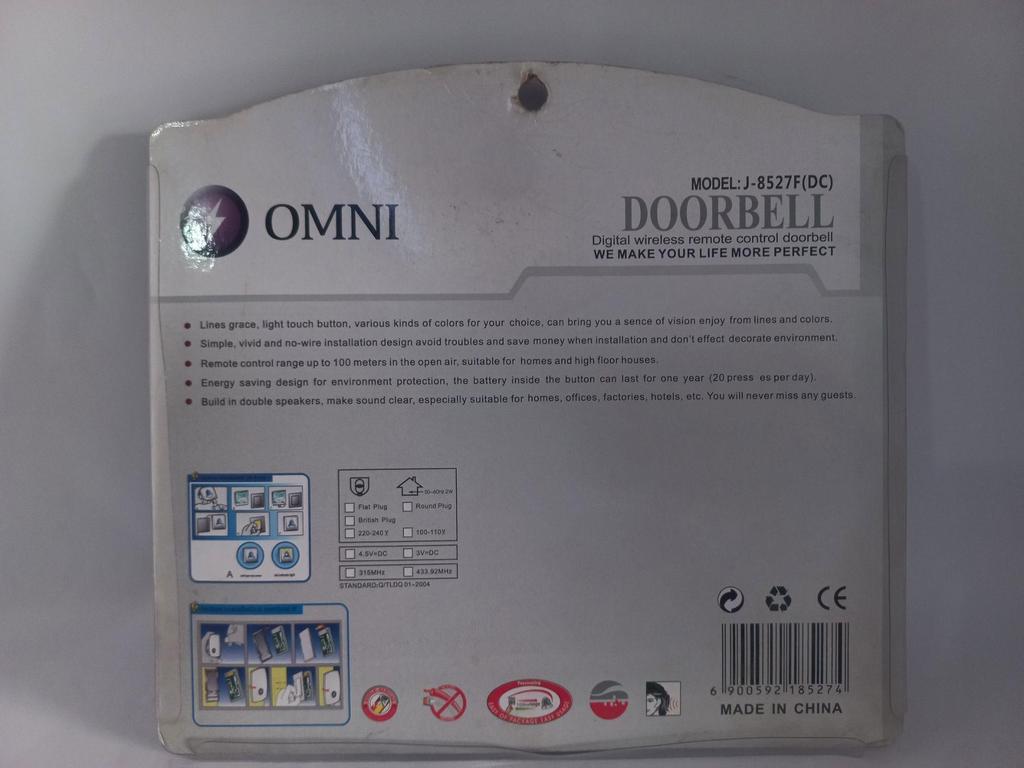 MODEL:J-8527F(DC)
OMNI
DOORBELL
Digital wireless remote control doorbell
WE MAKE YOUR LIFE MORE PERFECT
Lines grace, light touch button, various kinds of colors for your choice, can bring you a sence of vision enjoy from lines and colors.
Simple, vivid and no-wire installation design avoid troubles and save money when installation and don't effect decorate environment.
Remote control range up to 100 meters in the open air, suitable for homes and high floor houses.
Energy saving design for environment protection, the battery inside the button can last for one year (20 press es per day).
Build in double speakers, make sound clear, especially suitable for homes, offices, factories, hotels, etc. You will never miss any guests.
50-60Hz 2W
Flat Plug Round Plug
British Plug
220-240V 100-110V
4.5V=DC 3V=DC
315MHz 433.92MHz
STANDARD:Q/TLDQ 01-2004
A
CE
6 900592 185274
MADE IN CHINA